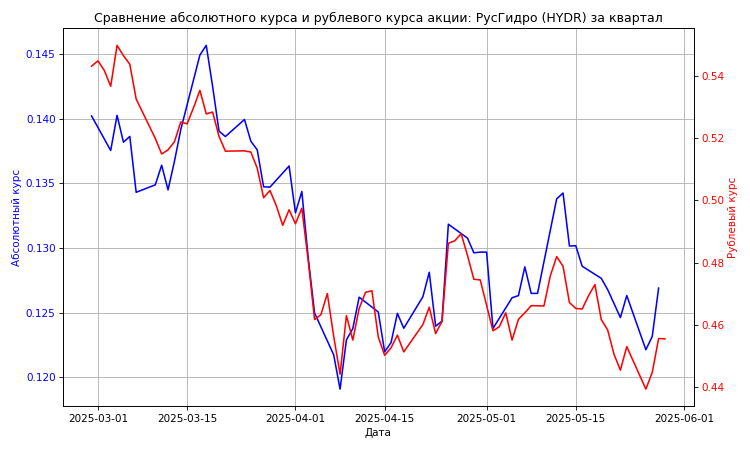 Сравнение абсолютного курса и рублевого курса акции: РусГидро (HYDR) за квартал
0.145
0.140
0.135
0.130
0.125
0.120
Абсолютный курс
0.54
0.52
0.50
0.48
0.46
0.44
Рублевый курс
2025-03-01 2025-03-15 2025-04-01 2025-04-15 2025-05-01 2025-05-15 2025-06-01
Дата